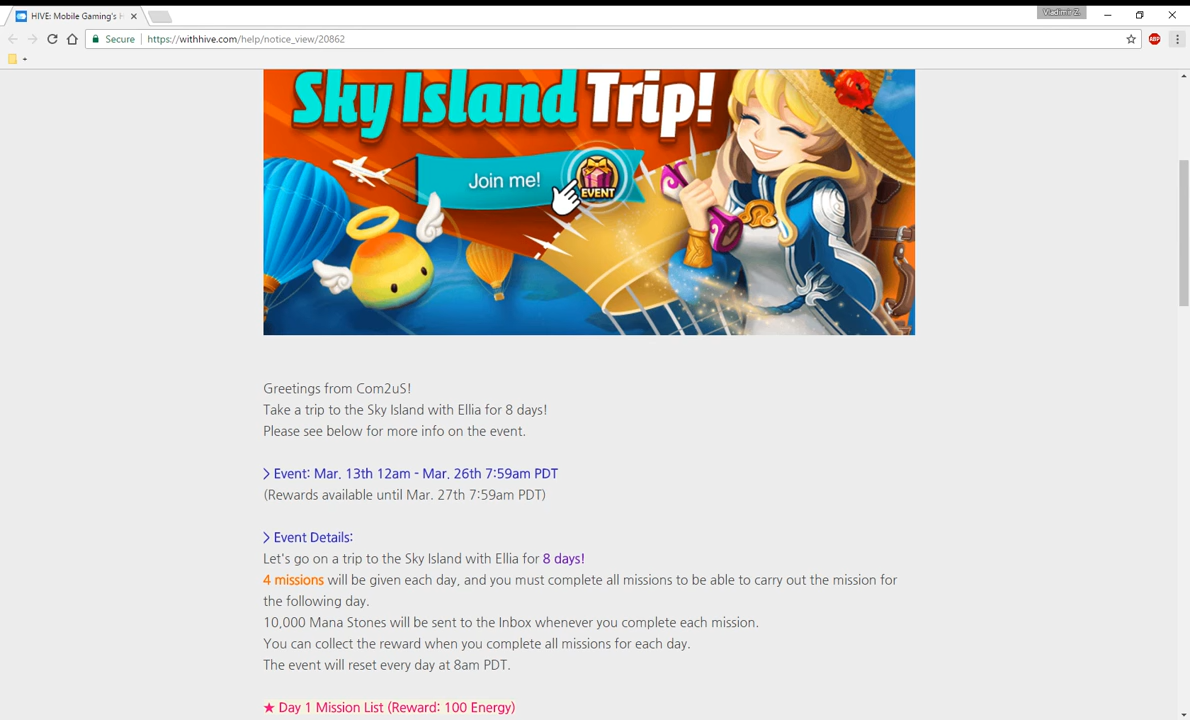 HIVE: Mobile Gaming's H
Vladimir Z.
Secure https://withhive.com/help/notice_view/20862
ABP
Sky Island Trip!
Join me!
EVENT
Greetings from Com2uS!
Take a trip to the Sky Island with Ellia for 8 days!
Please see below for more info on the event.
> Event: Mar. 13th 12am - Mar. 26th 7:59am PDT
(Rewards available until Mar. 27th 7:59am PDT)
> Event Details:
Let's go on a trip to the Sky Island with Ellia for 8 days!
4 missions will be given each day, and you must complete all missions to be able to carry out the mission for
the following day.
10,000 Mana Stones will be sent to the Inbox whenever you complete each mission.
You can collect the reward when you complete all missions for each day.
The event will reset every day at 8am PDT.
★ Day 1 Mission List (Reward: 100 Energy)